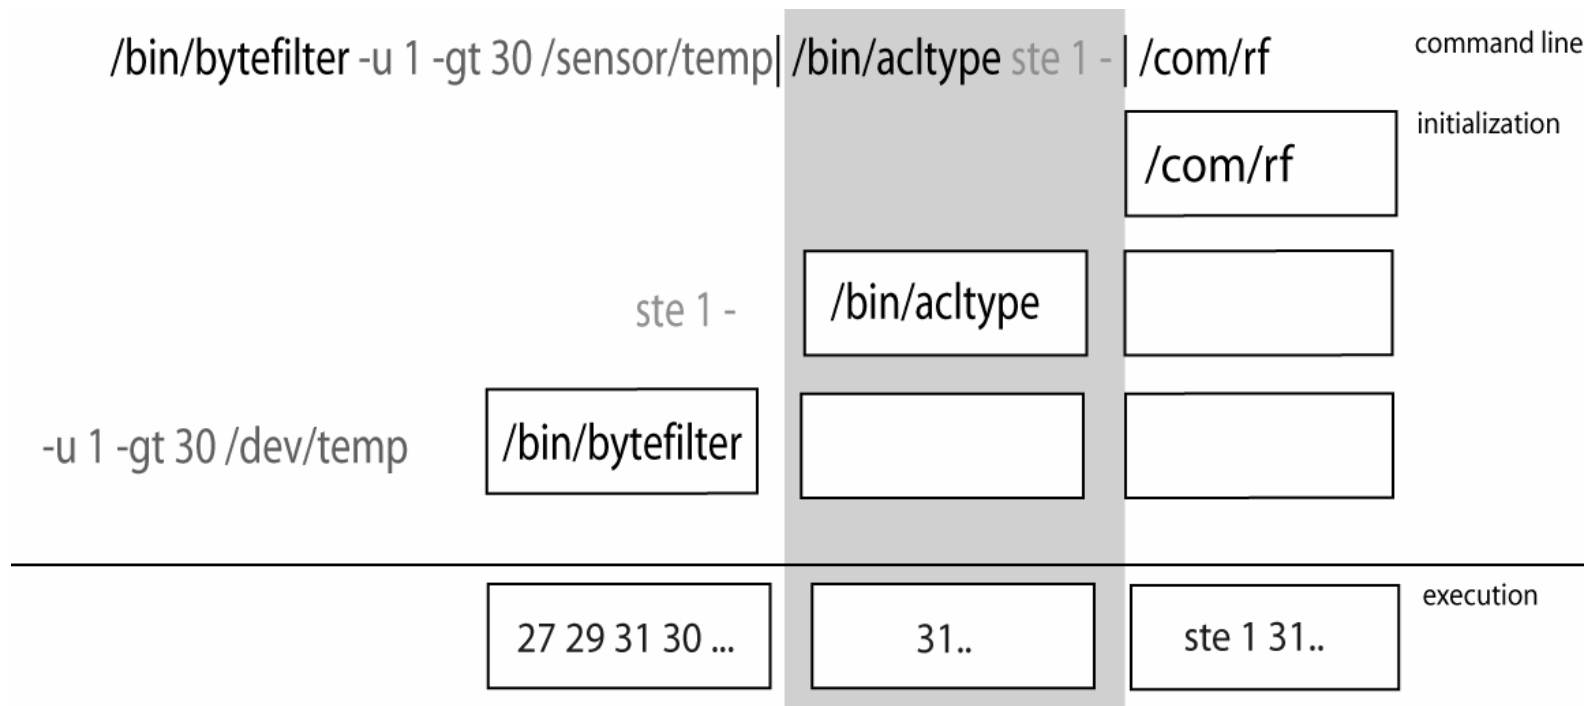 /bin/bytefilter -u 1 -gt 30 /sensor/temp| /bin/acltype ste 1 - | /com/rf
command line
initialization
/com/rf
ste 1 -
/bin/acltype
-u 1 -gt 30 /dev/temp
/bin/bytefilter
execution
27 29 31 30 ...
31..
ste 1 31..